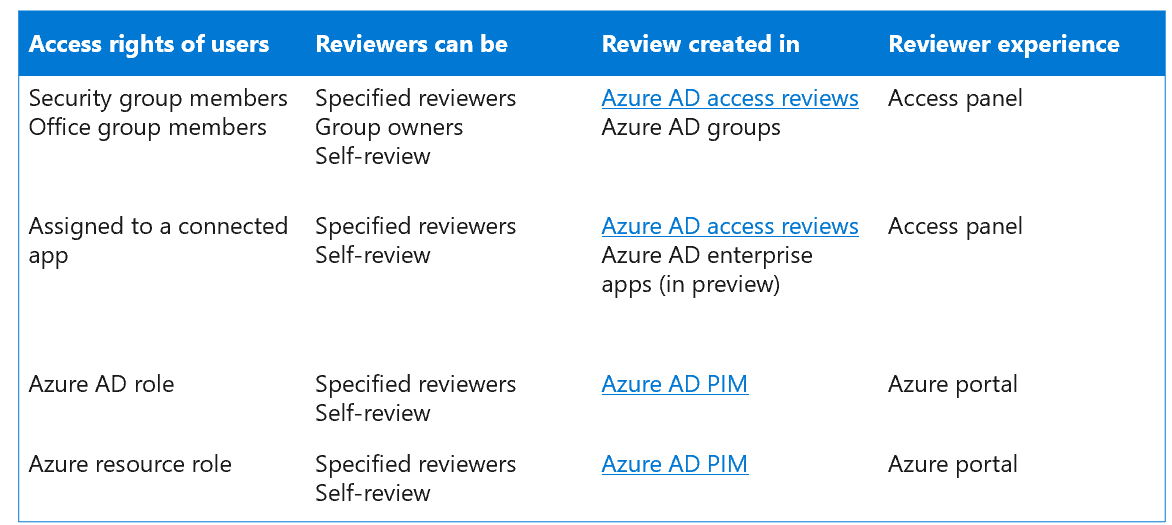 Access rights of users Reviewers can be Review created in Reviewer experience
Security group members Specified reviewers Azure AD access reviews Access panel
Office group members Group owners Azure AD groups
Self-review
Assigned to a connected Specified reviewers Azure AD access reviews Access panel
app Self-review Azure AD enterprise
apps (in preview)
Azure AD role Specified reviewers Azure AD PIM Azure portal
Self-review
Azure resource role Specified reviewers Azure AD PIM Azure portal
Self-review